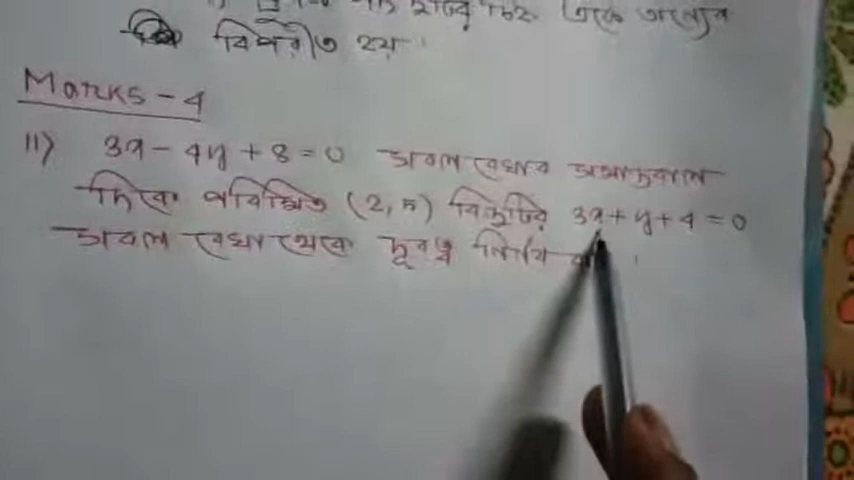 বিপরীত হয়।
Marks - 4
11) 3x - 4y + 8 = 0 সরল রেখার সমান্তরাল
দিকে পরিমিত (2, 5) বিন্দুটির 3x + y + 4 = 0
সরল রেখা থেকে দূরত্ব নির্ণয়